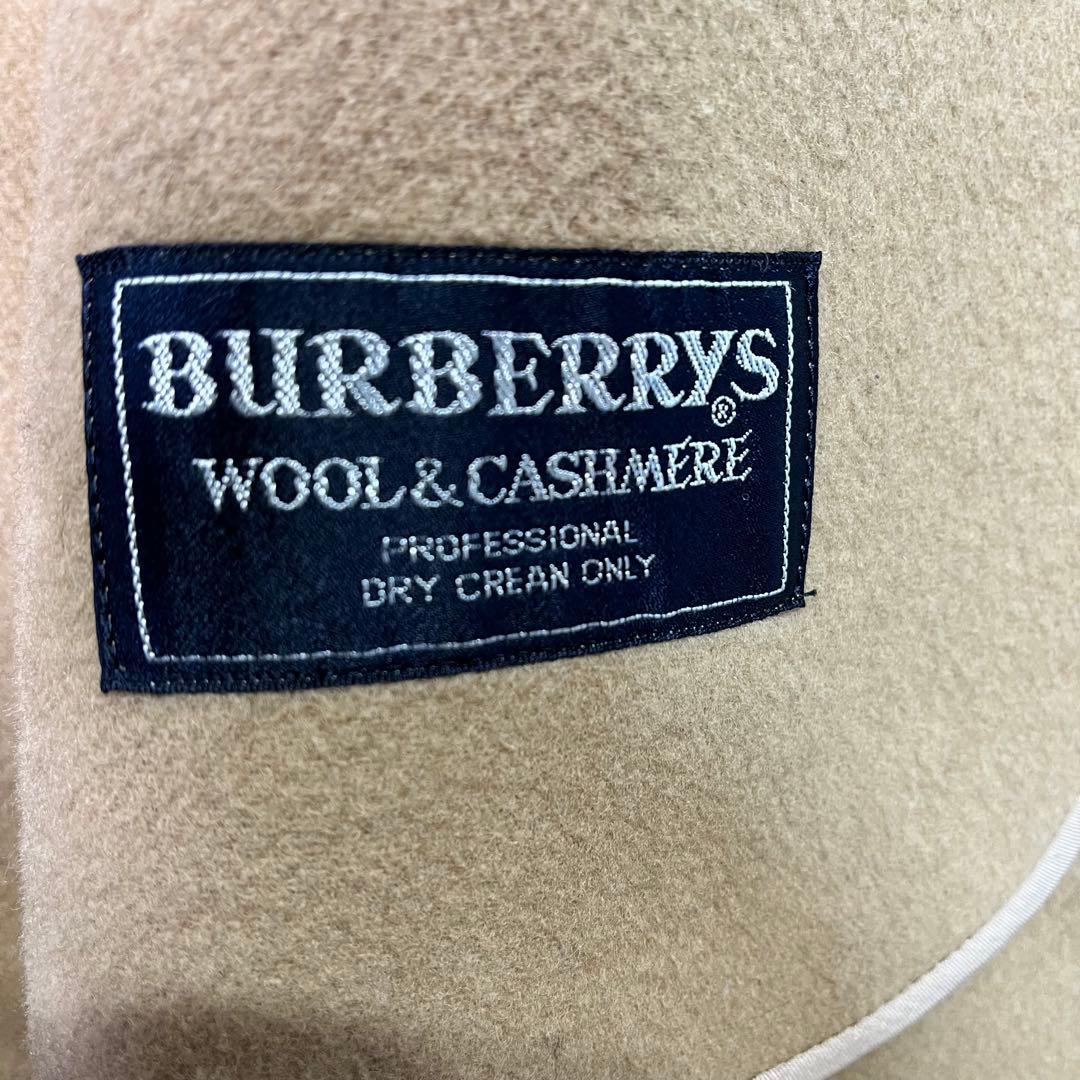 BURBERRYS®
WOOL & CASHMERE
PROFESSIONAL
DRY CREAN ONLY